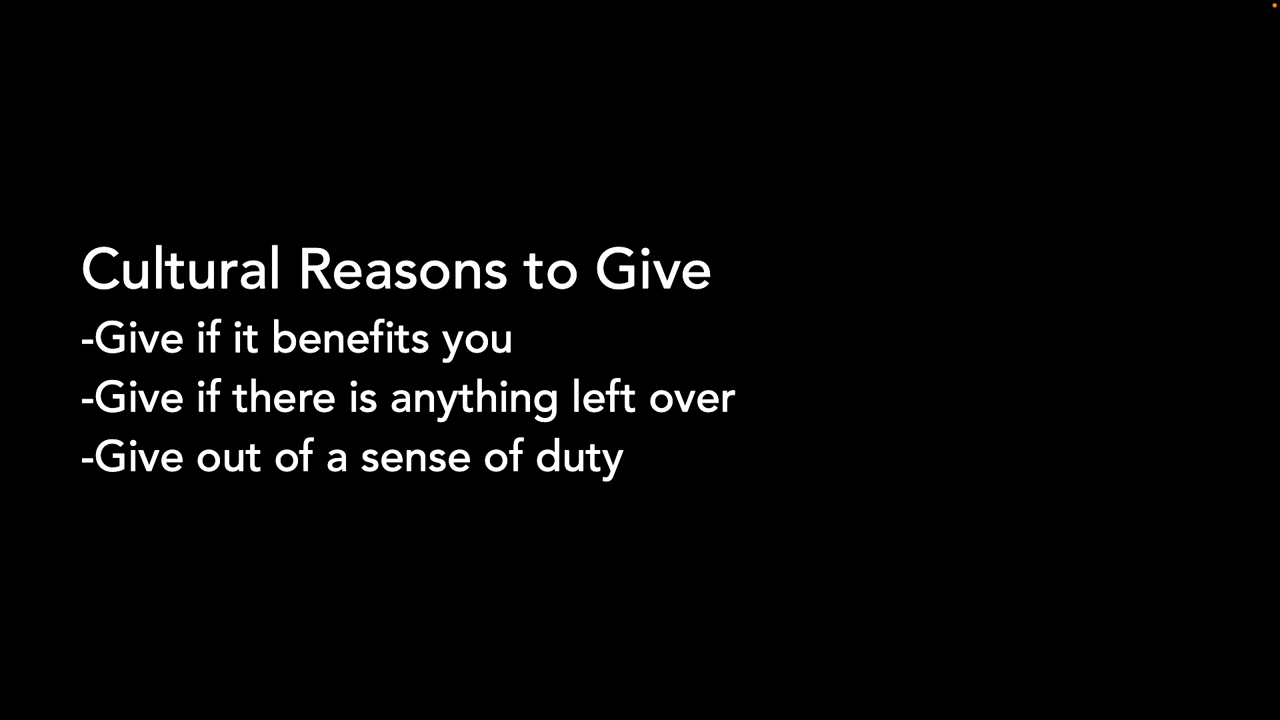 Cultural Reasons to Give
-Give if it benefits you
-Give if there is anything left over
-Give out of a sense of duty